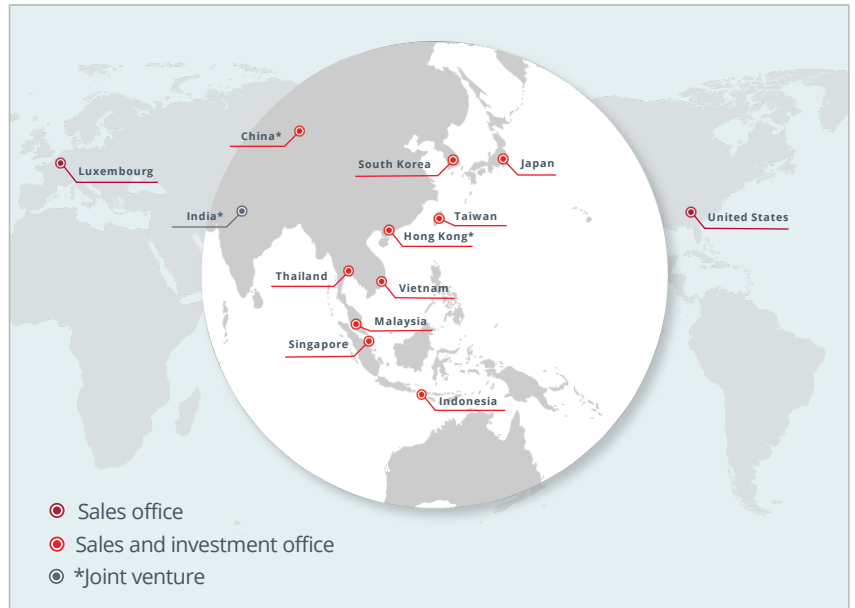 China*
South Korea
Japan
Luxembourg
India*
Taiwan
United States
Hong Kong*
Thailand
Vietnam
Malaysia
Singapore
Indonesia
Sales office
Sales and investment office
*Joint venture